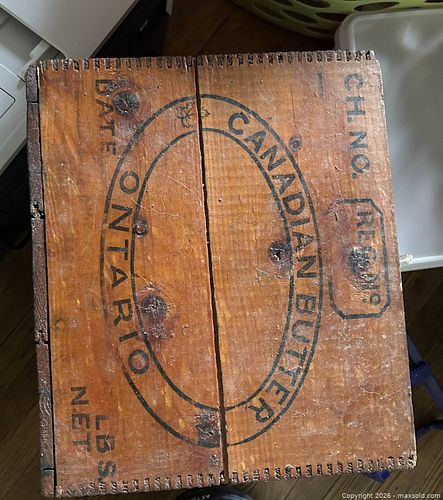 CH. NO.
REG. Nº
CANADIAN BUTTER
ONTARIO
DATE
LBS.
NET
Copyright 2026 - maxsold.com